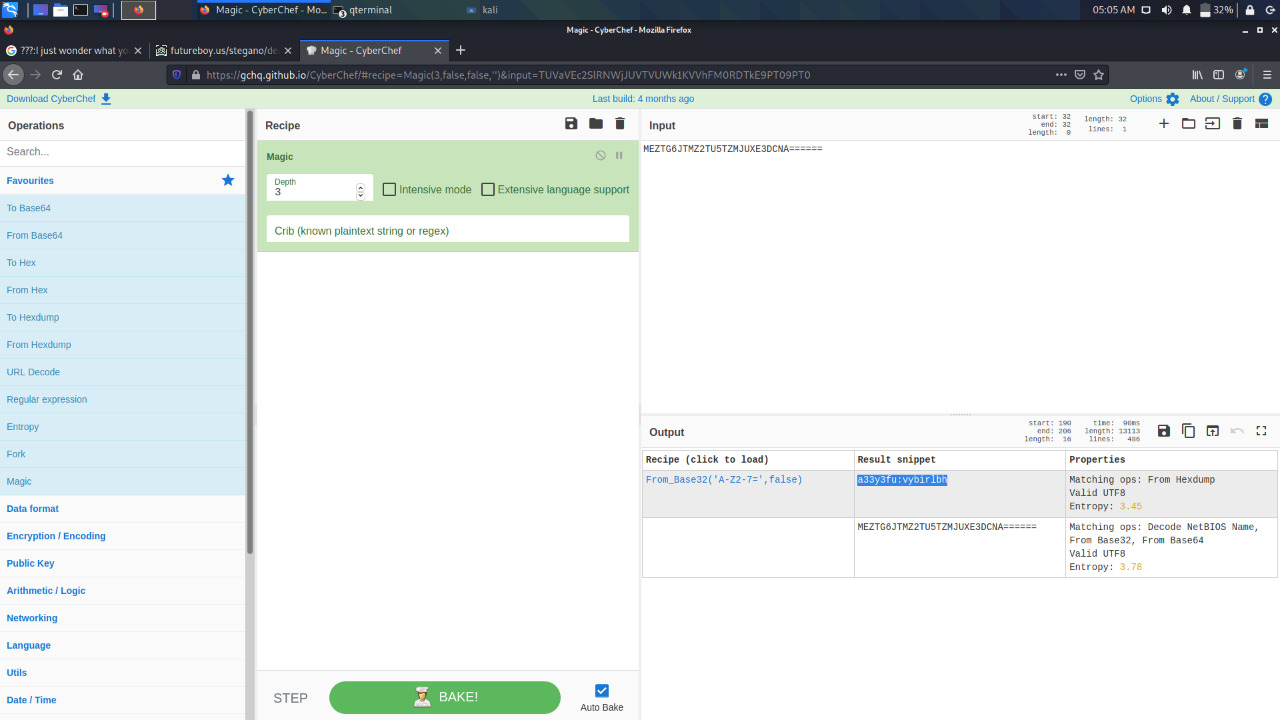 Magic - CyberChef - Mo...
qterminal
3
kali
05:05 AM
32%
Magic - CyberChef - Mozilla Firefox
???:I just wonder what yo
futureboy.us/stegano/de
Magic - CyberChef
https://gchq.github.io/CyberChef/#recipe=Magic(3,false,false,'')&input=TUVaVEc2SlRNWjJUVTVUWk1KVVhFM0RDTkE9PT09PT0
Download CyberChef
Last build: 4 months ago
Options
About / Support
Operations
Recipe
Input
start: 32
end: 32
length: 0
length: 32
lines: 1
Search...
Favourites
To Base64
From Base64
To Hex
From Hex
To Hexdump
From Hexdump
URL Decode
Regular expression
Entropy
Fork
Magic
Data format
Encryption / Encoding
Public Key
Arithmetic / Logic
Networking
Language
Utils
Date / Time
Magic
Depth
3
Intensive mode
Extensive language support
Crib (known plaintext string or regex)
STEP
BAKE!
Auto Bake
MEZTG6JTMZ2TU5TZMJUXE3DCNA======
Output
start: 190
end: 206
length: 16
time: 90ms
length: 13113
lines: 486
Recipe (click to load)
Result snippet
Properties
From_Base32('A-Z2-7=',false)
a33y3fu:vybirlbh
Matching ops: From Hexdump
Valid UTF8
Entropy: 3.45
MEZTG6JTMZ2TU5TZMJUXE3DCNA======
Matching ops: Decode NetBIOS Name,
From Base32, From Base64
Valid UTF8
Entropy: 3.78